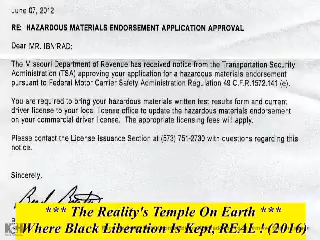 June 07, 2012
RE: HAZARDOUS MATERIALS ENDORSEMENT APPLICATION APPROVAL
Dear MR. IBN'RAD:
The Missouri Department of Revenue has received notice from the Transportation Security
Administration (TSA) approving your application for a hazardous materials endorsement
pursuant to Federal Motor Carrier Safety Administration Regulation 49 C.F.R.1572.141 (e).
You are required to bring your hazardous materials written test results form and current
driver license to your local license office to update the hazardous materials endorsement
on your commercial driver license. The appropriate licensing fees will apply.
Please contact the License Issuance Section at (573) 751-2730 with questions regarding this
notice.
Sincerely,
*** The Reality's Temple On Earth ***
Where Black Liberation Is Kept, REAL ! (2016)